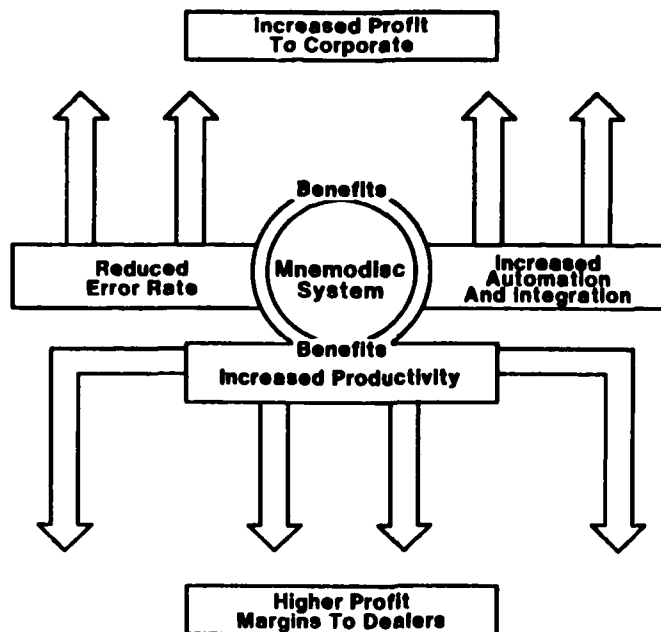 Increased Profit
To Corporate
Benefits
Reduced
Error Rate
Mnemodisc
System
Increased
Automation
And Integration
Benefits
Increased Productivity
Higher Profit
Margins To Dealers